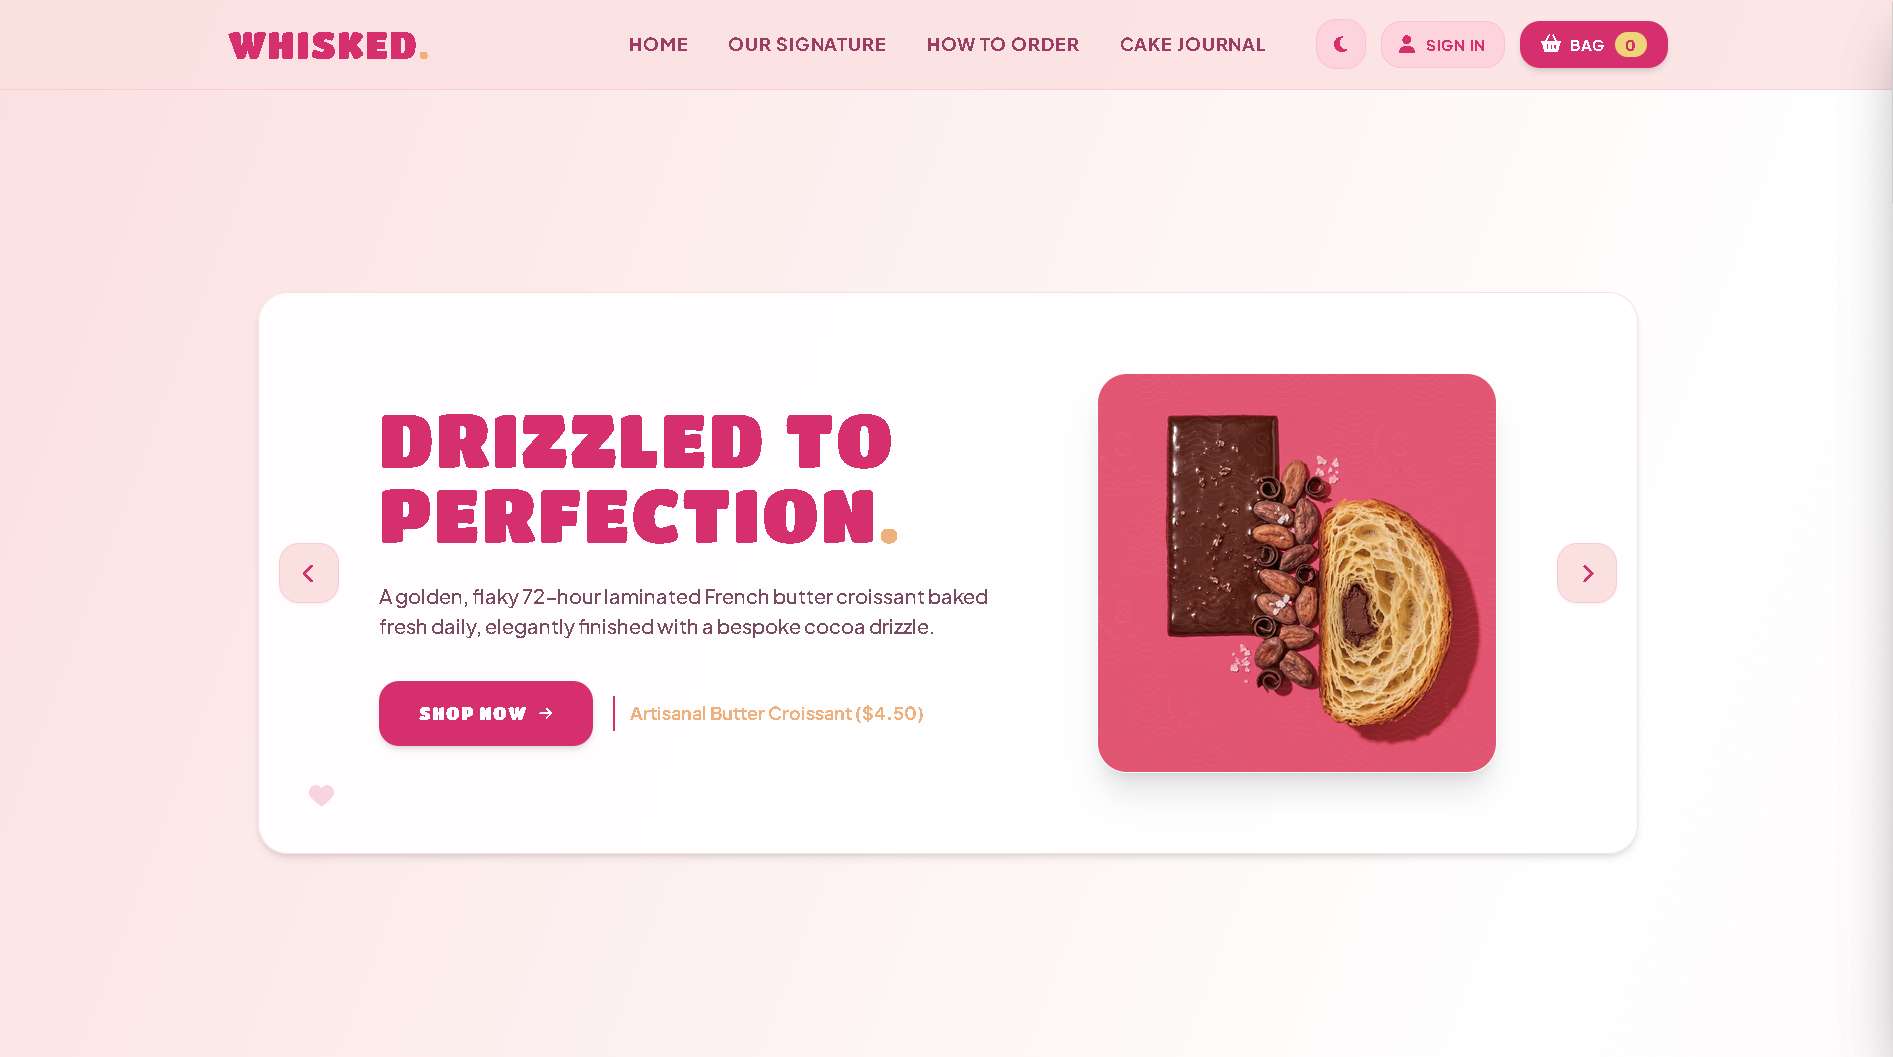 WHISKED.
HOME
OUR SIGNATURE
HOW TO ORDER
CAKE JOURNAL
SIGN IN
BAG 0
DRIZZLED TO
PERFECTION.
A golden, flaky 72-hour laminated French butter croissant baked
fresh daily, elegantly finished with a bespoke cocoa drizzle.
SHOP NOW →
Artisanal Butter Croissant ($4.50)